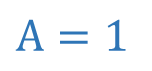 A = 1